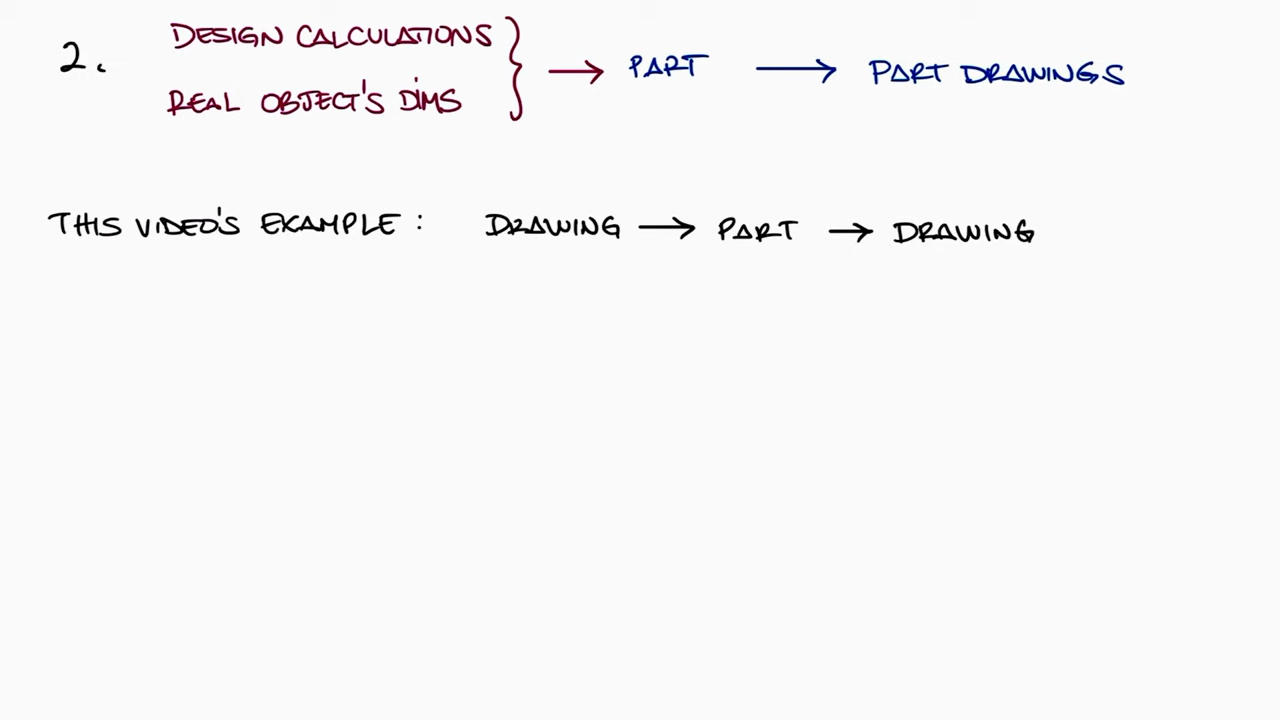 2. DESIGN CALCULATIONS
REAL OBJECT'S DIMS } → PART → PART DRAWINGS
THIS VIDEO'S EXAMPLE : DRAWING → PART → DRAWING